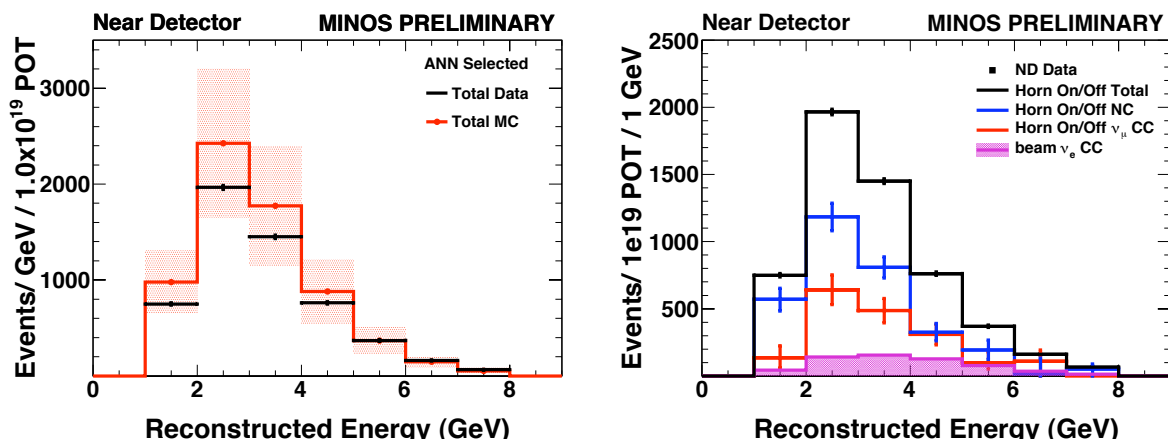 Near Detector MINOS PRELIMINARY
ANN Selected
Total Data
Total MC
3000
2000
1000
0 2 4 6 8
Events/ GeV / 1.0x10¹⁹ POT
Reconstructed Energy (GeV)
Near Detector MINOS PRELIMINARY
ND Data
Horn On/Off Total
Horn On/Off NC
Horn On/Off νμ CC
beam νe CC
2500
2000
1500
1000
500
0 2 4 6 8
Events/ 1e19 POT / 1 GeV
Reconstructed Energy (GeV)